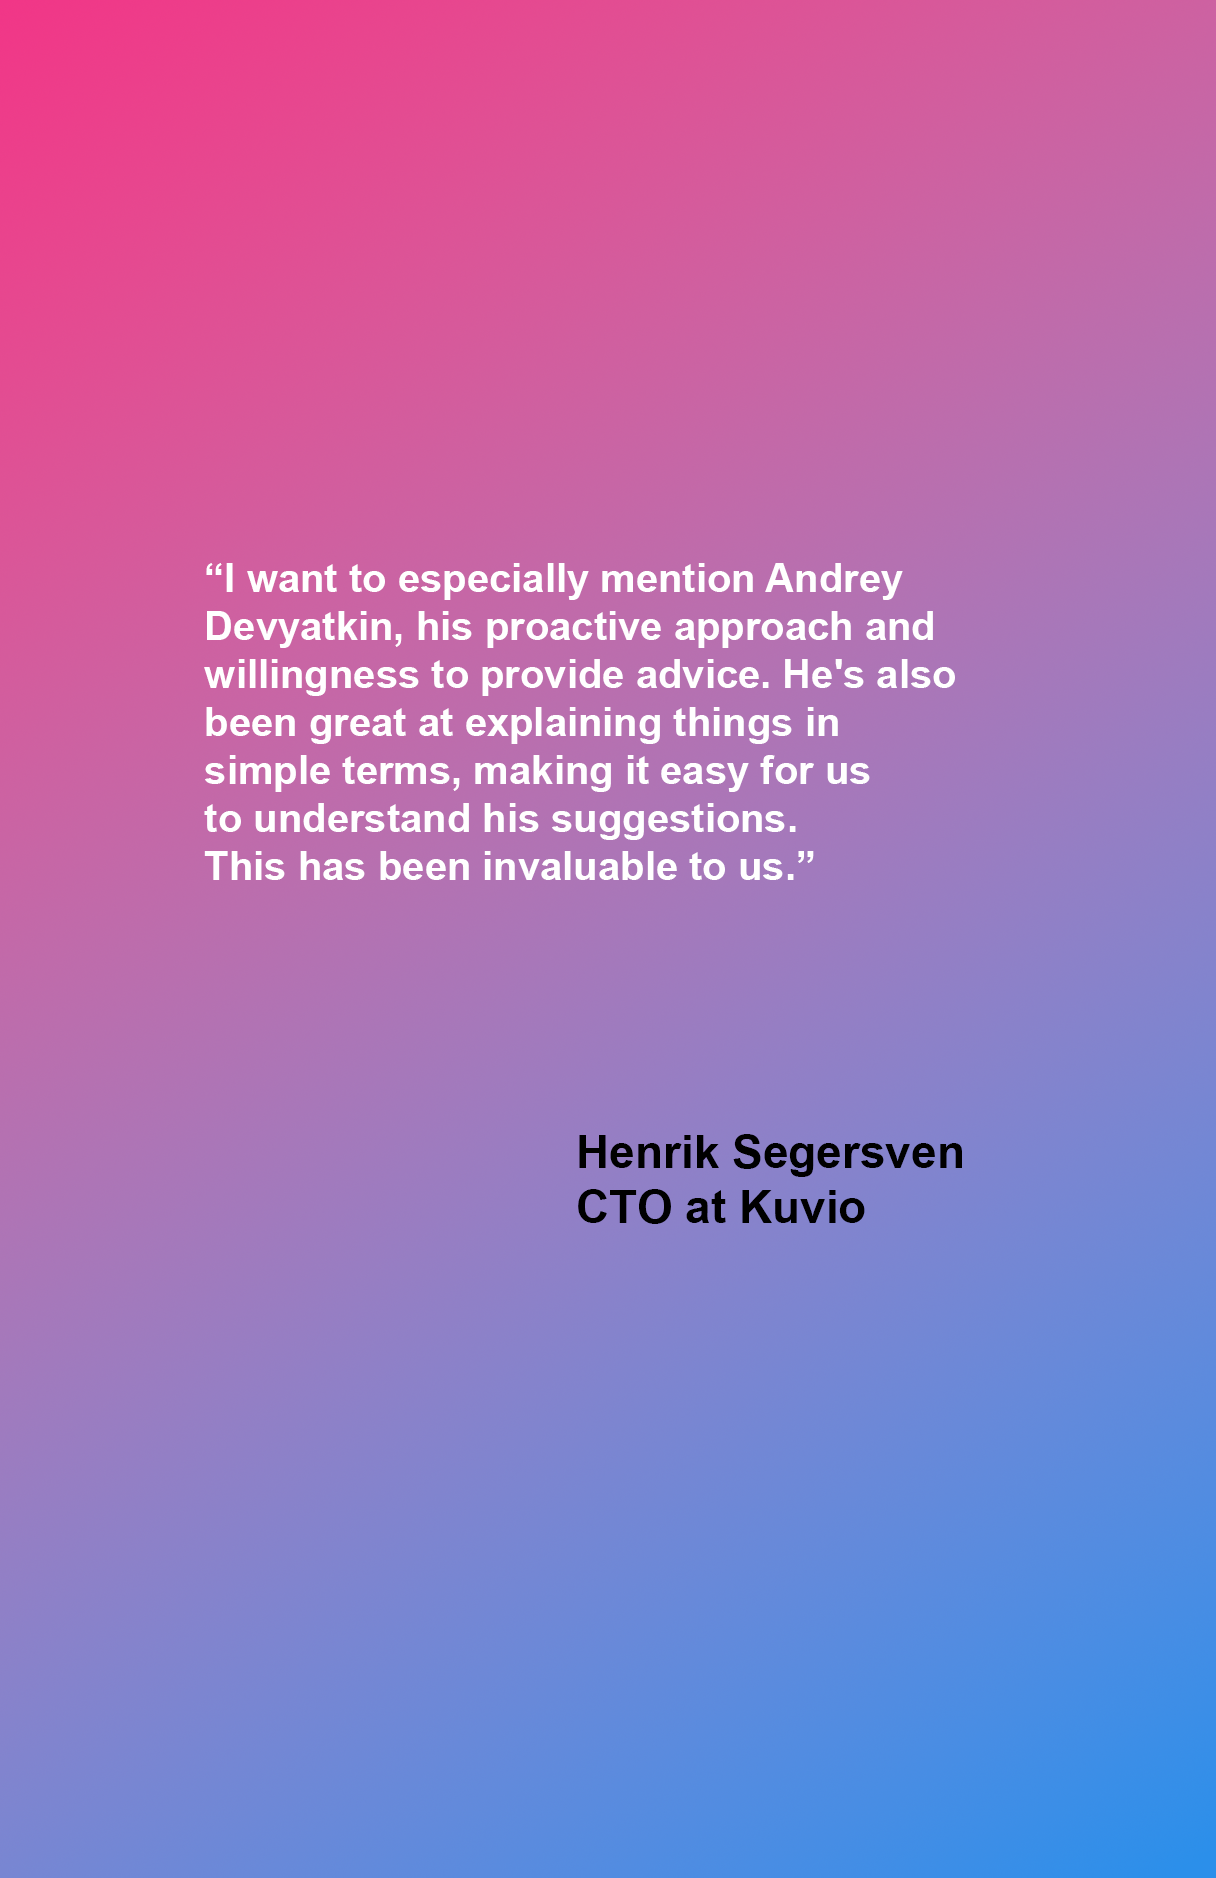 “I want to especially mention Andrey
Devyatkin, his proactive approach and
willingness to provide advice. He's also
been great at explaining things in
simple terms, making it easy for us
to understand his suggestions.
This has been invaluable to us.”
Henrik Segersven
CTO at Kuvio